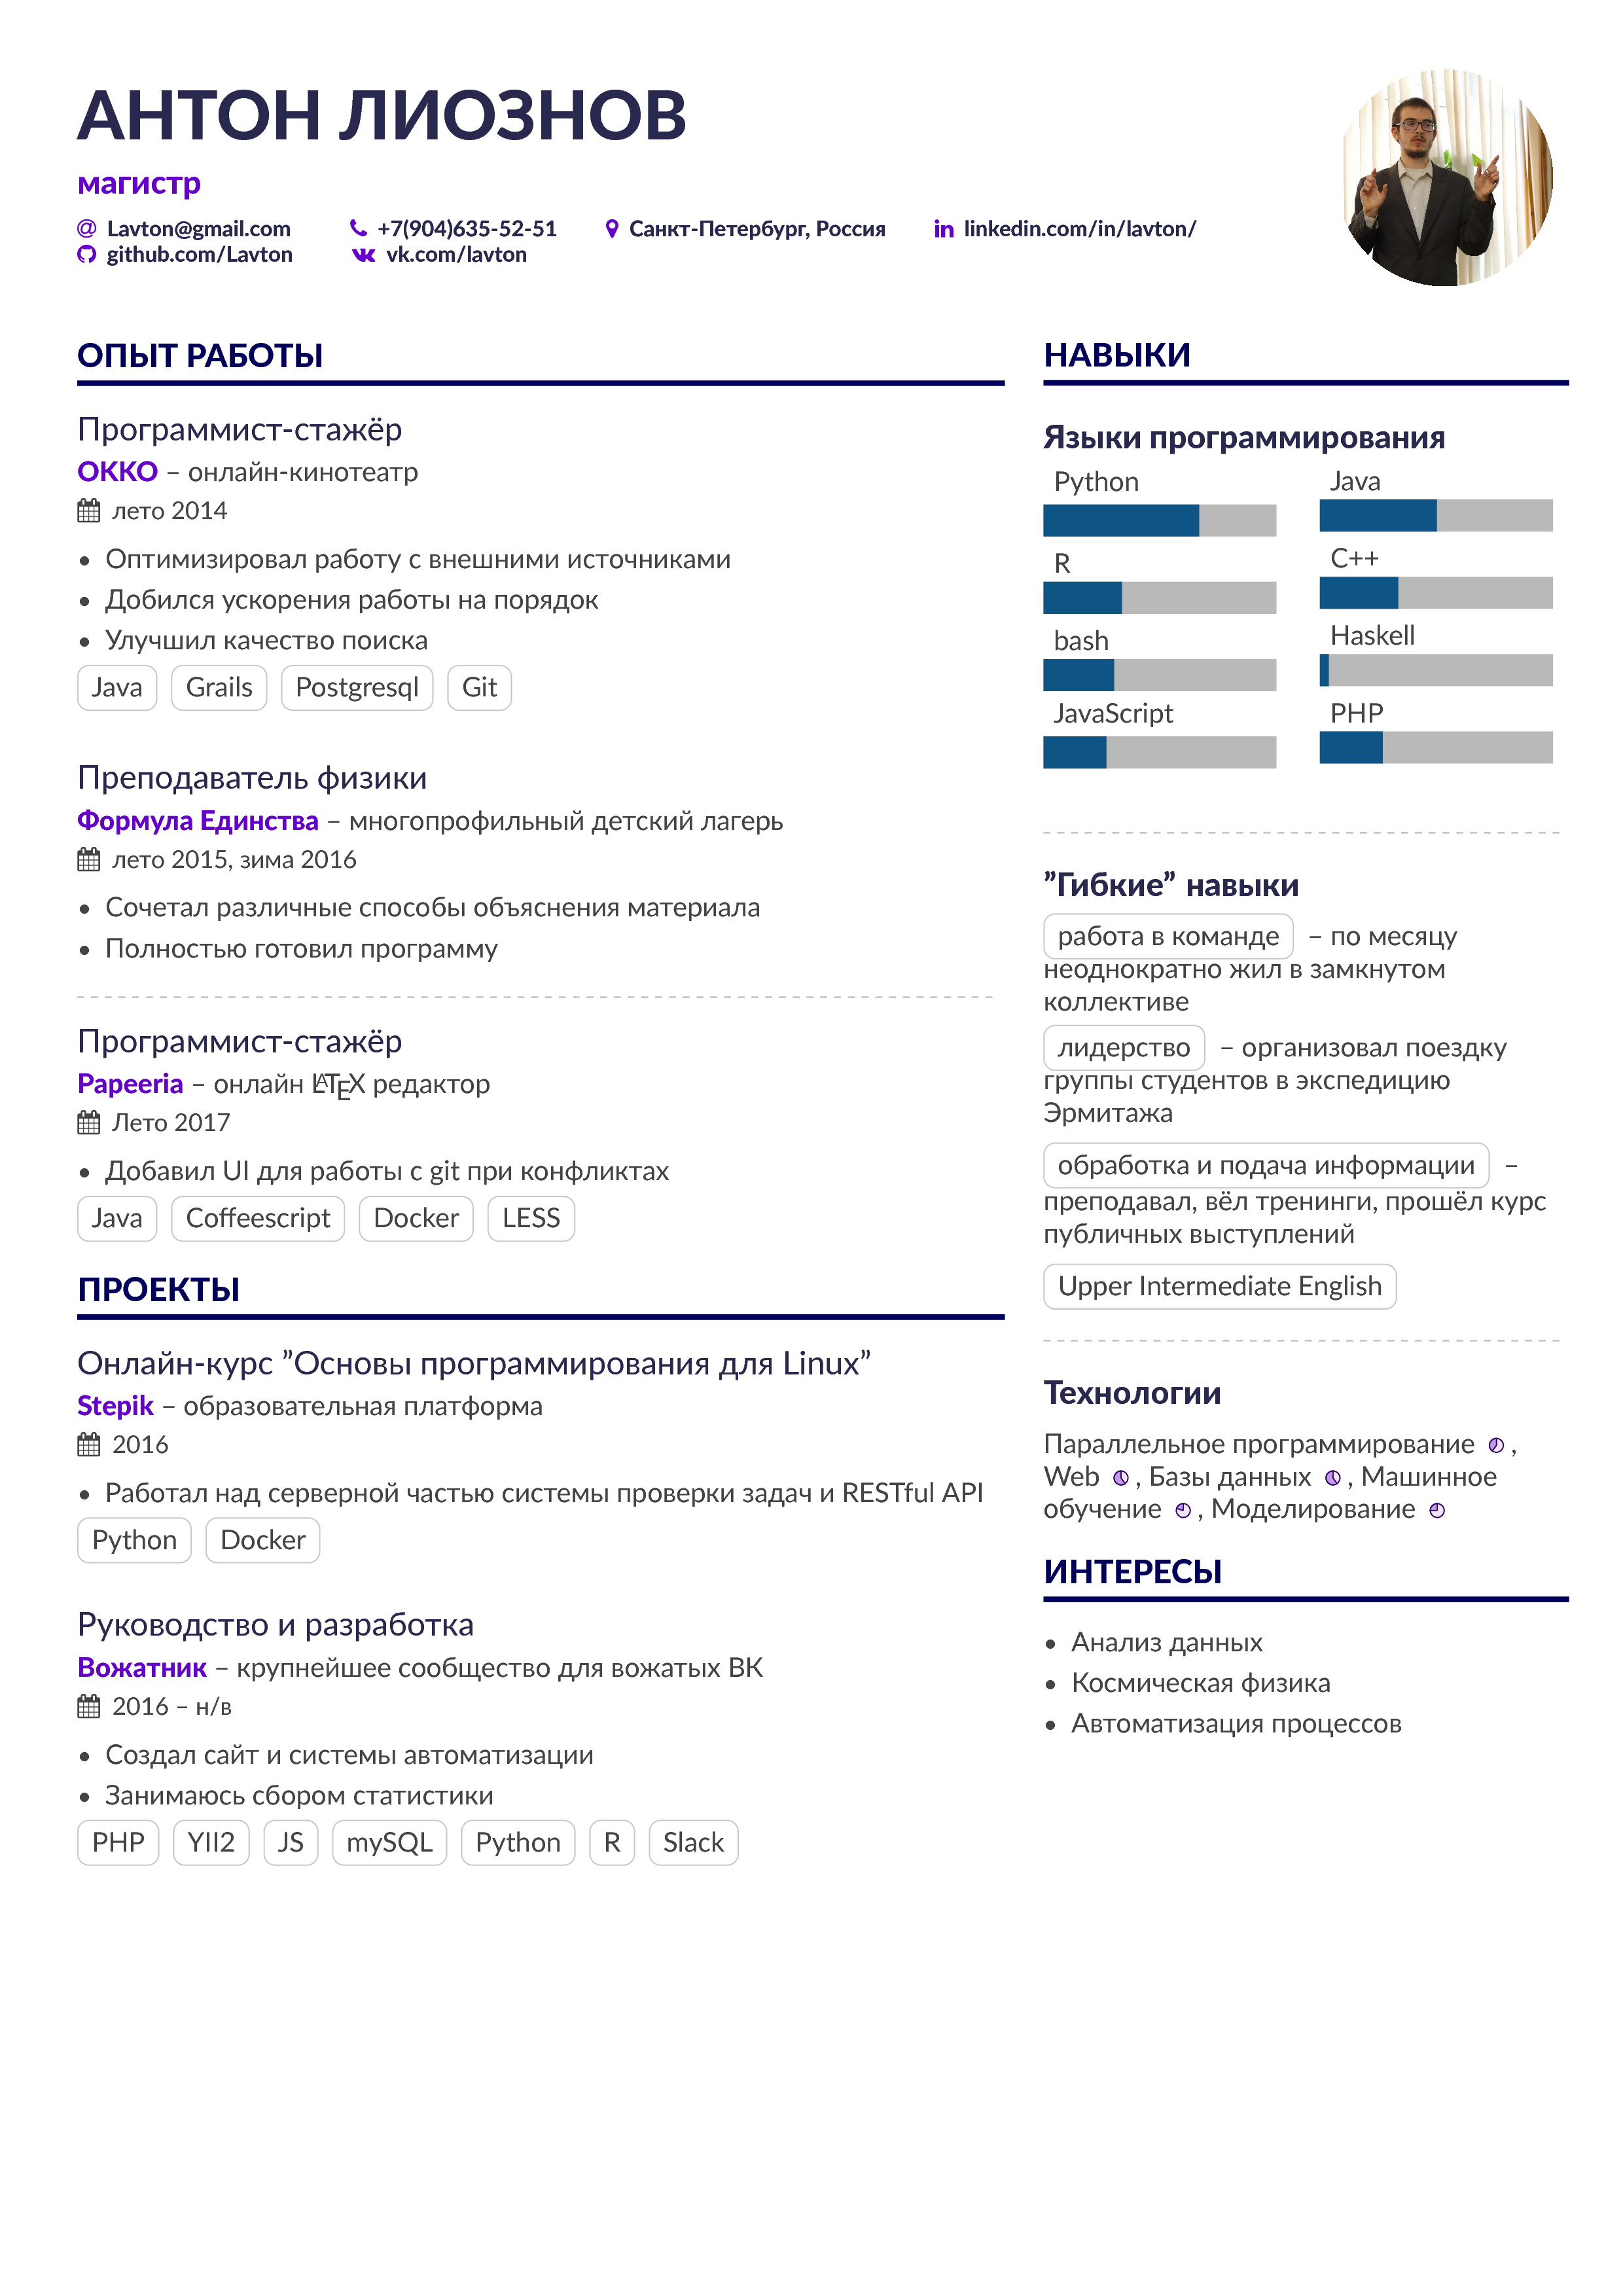 АНТОН ЛИОЗНОВ
магистр
Lavton@gmail.com +7(904)635-52-51 Санкт-Петербург, Россия linkedin.com/in/lavton/
github.com/Lavton vk.com/lavton
ОПЫТ РАБОТЫ
Программист-стажёр
ОККО – онлайн-кинотеатр
лето 2014
• Оптимизировал работу с внешними источниками
• Добился ускорения работы на порядок
• Улучшил качество поиска
Java Grails Postgresql Git
Преподаватель физики
Формула Единства – многопрофильный детский лагерь
лето 2015, зима 2016
• Сочетал различные способы объяснения материала
• Полностью готовил программу
Программист-стажёр
Papeeria – онлайн LATEX редактор
Лето 2017
• Добавил UI для работы с git при конфликтах
Java Coffeescript Docker LESS
ПРОЕКТЫ
Онлайн-курс ”Основы программирования для Linux”
Stepik – образовательная платформа
2016
• Работал над серверной частью системы проверки задач и RESTful API
Python Docker
Руководство и разработка
Вожатник – крупнейшее сообщество для вожатых ВК
2016 – н/в
• Создал сайт и системы автоматизации
• Занимаюсь сбором статистики
PHP YII2 JS mySQL Python R Slack
НАВЫКИ
Языки программирования
Python Java
R C++
bash Haskell
JavaScript PHP
”Гибкие” навыки
работа в команде – по месяцу
неоднократно жил в замкнутом
коллективе
лидерство – организовал поездку
группы студентов в экспедицию
Эрмитажа
обработка и подача информации –
преподавал, вёл тренинги, прошёл курс
публичных выступлений
Upper Intermediate English
Технологии
Параллельное программирование ,
Web , Базы данных , Машинное
обучение , Моделирование
ИНТЕРЕСЫ
• Анализ данных
• Космическая физика
• Автоматизация процессов